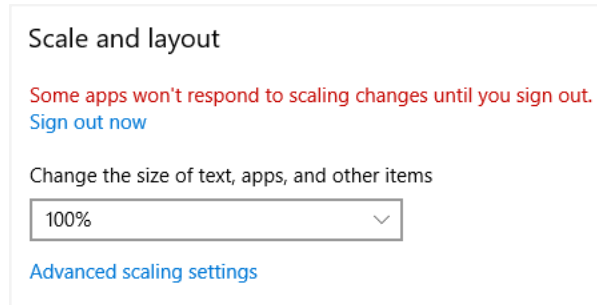 Scale and layout
Some apps won't respond to scaling changes until you sign out.
Sign out now
Change the size of text, apps, and other items
100%
Advanced scaling settings